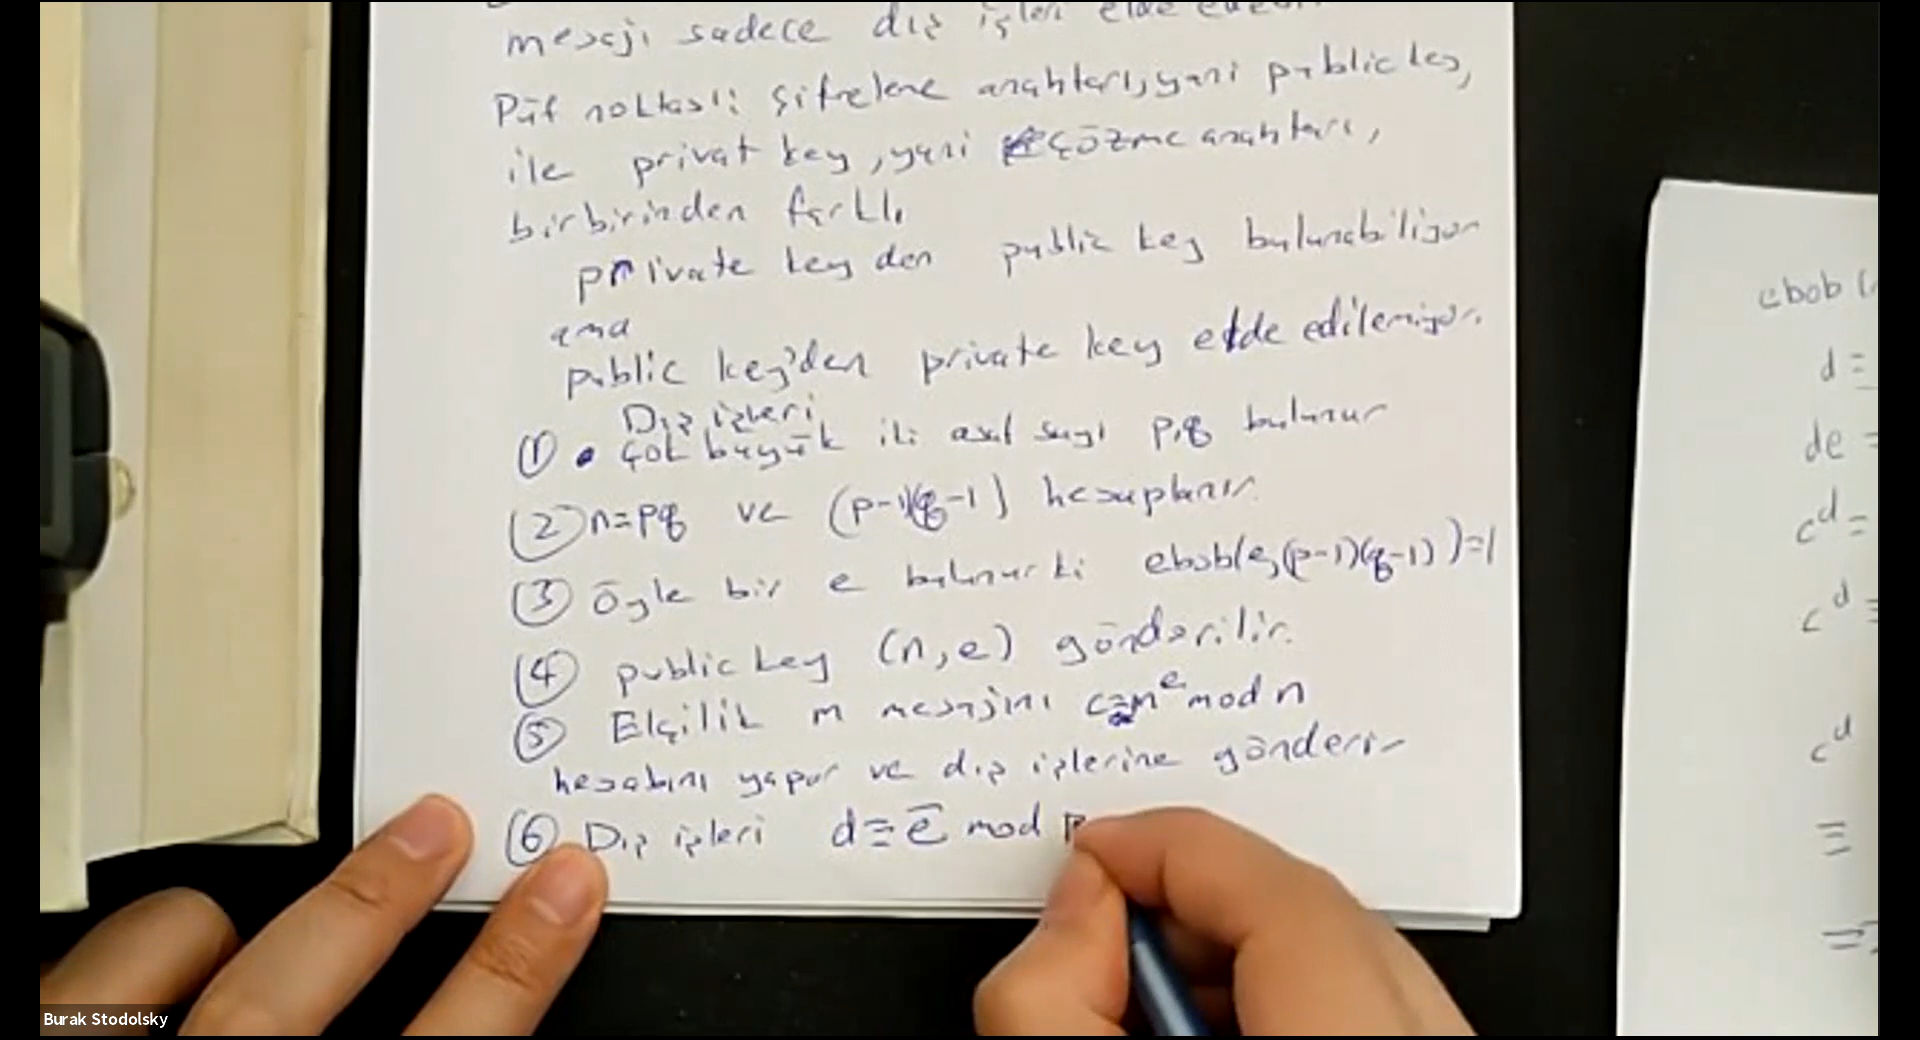 mesajı sadece dış işleri elde
Püf noktası: şifreleme anahtarı, yani public key,
ile privat key, yani çözme anahtarı,
birbirinden farklı
private keyden public key bulunabiliyor
ama
public key'den private key elde edilemiyor.
Dış işleri
① • çok büyük iki asal sayı p,q bulunur
② n=pq ve (p-1)(q-1) hesaplanır.
③ öyle bir e bulunur ki ebob(e,(p-1)(q-1))=1
④ public key (n,e) gönderilir.
⑤ Elçilik m mesajını c≡m^e mod n
hesabını yapar ve dış işlerine gönderir
⑥ Dış işleri d≡e̅ mod
ebob (
d =
de =
c^d =
c^d ≡
c^d
≡
Burak Stodolsky